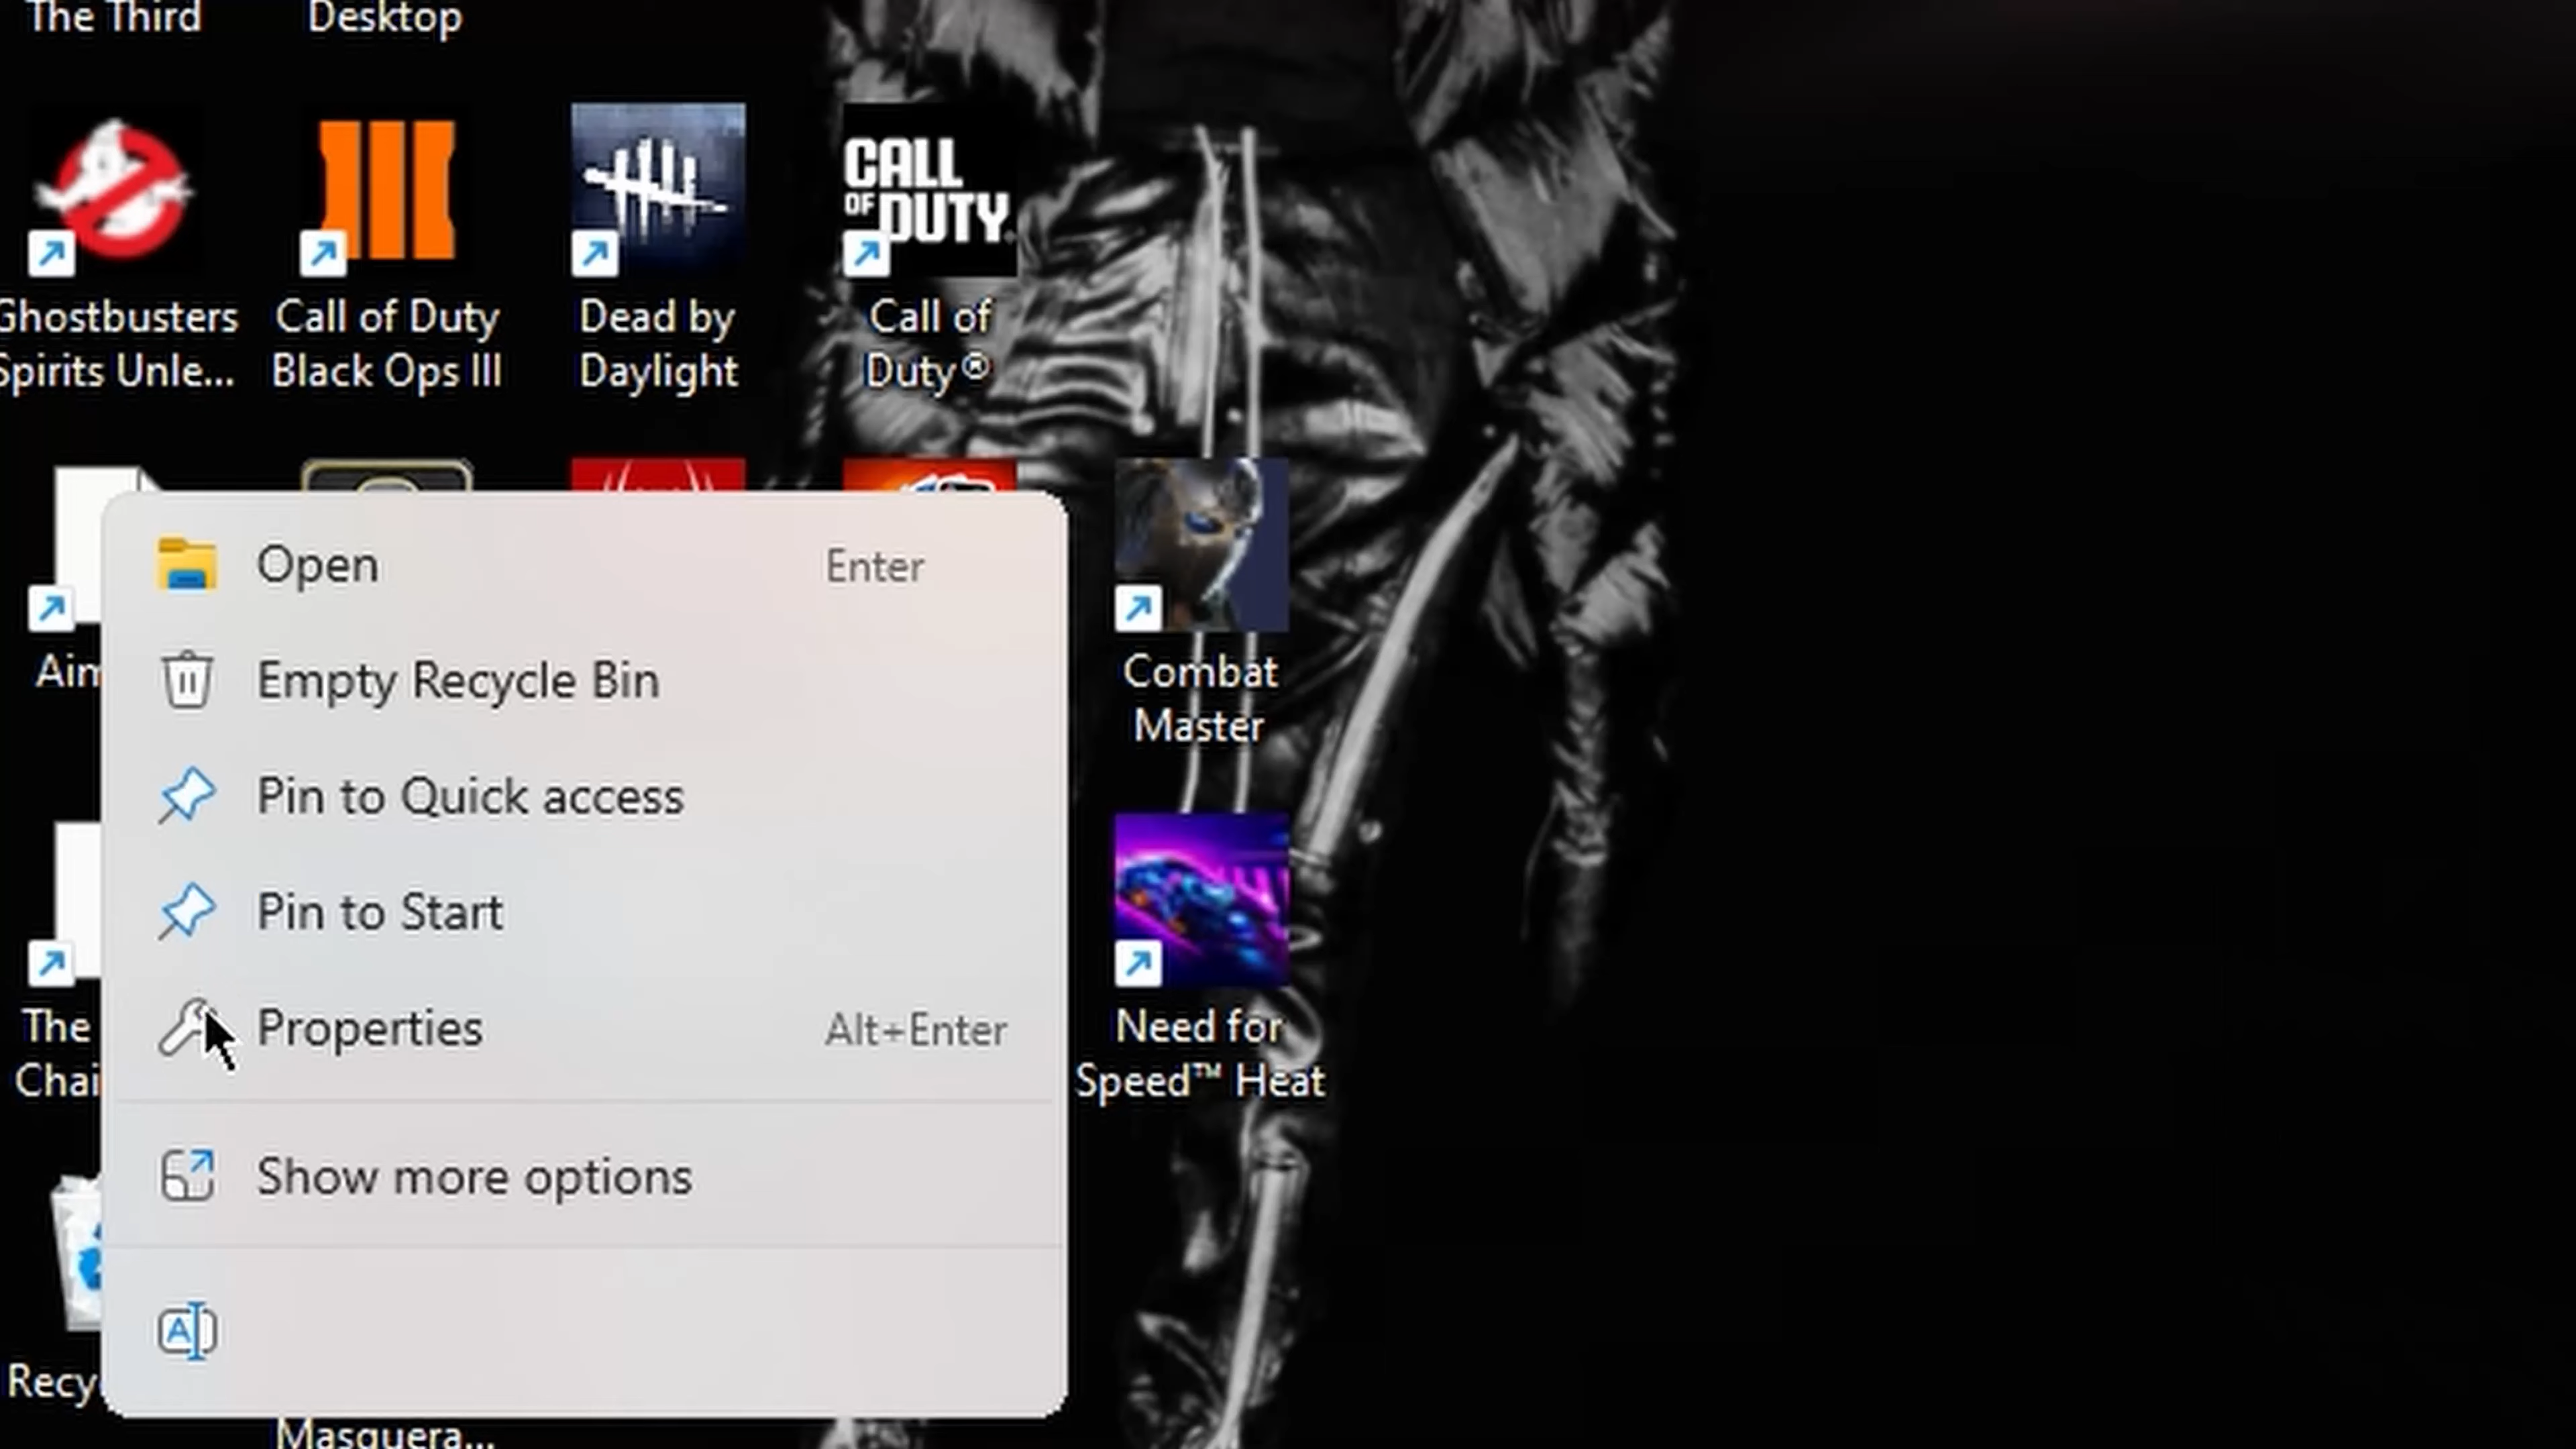 The Third
Desktop
CALL
OF DUTY
Ghostbusters
Spirits Unle...
Call of Duty
Black Ops III
Dead by
Daylight
Call of
Duty®
Open Enter
Empty Recycle Bin
Pin to Quick access
Pin to Start
Properties Alt+Enter
Show more options
A
Aim
Combat
Master
The
Chai
Need for
Speed™ Heat
Recy
Masquera...